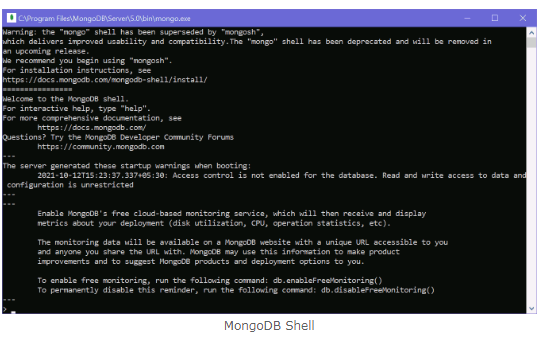 C:\Program Files\MongoDB\Server\5.0\bin\mongo.exe
Warning: the "mongo" shell has been superseded by "mongosh",
which delivers improved usability and compatibility.The "mongo" shell has been deprecated and will be removed in
an upcoming release.
We recommend you begin using "mongosh".
For installation instructions, see
https://docs.mongodb.com/mongodb-shell/install/
================
Welcome to the MongoDB shell.
For interactive help, type "help".
For more comprehensive documentation, see
https://docs.mongodb.com/
Questions? Try the MongoDB Developer Community Forums
https://community.mongodb.com
---
The server generated these startup warnings when booting:
2021-10-12T15:23:37.337+05:30: Access control is not enabled for the database. Read and write access to data and
configuration is unrestricted
---
---
Enable MongoDB's free cloud-based monitoring service, which will then receive and display
metrics about your deployment (disk utilization, CPU, operation statistics, etc).
The monitoring data will be available on a MongoDB website with a unique URL accessible to you
and anyone you share the URL with. MongoDB may use this information to make product
improvements and to suggest MongoDB products and deployment options to you.
To enable free monitoring, run the following command: db.enableFreeMonitoring()
To permanently disable this reminder, run the following command: db.disableFreeMonitoring()
---
> _
MongoDB Shell